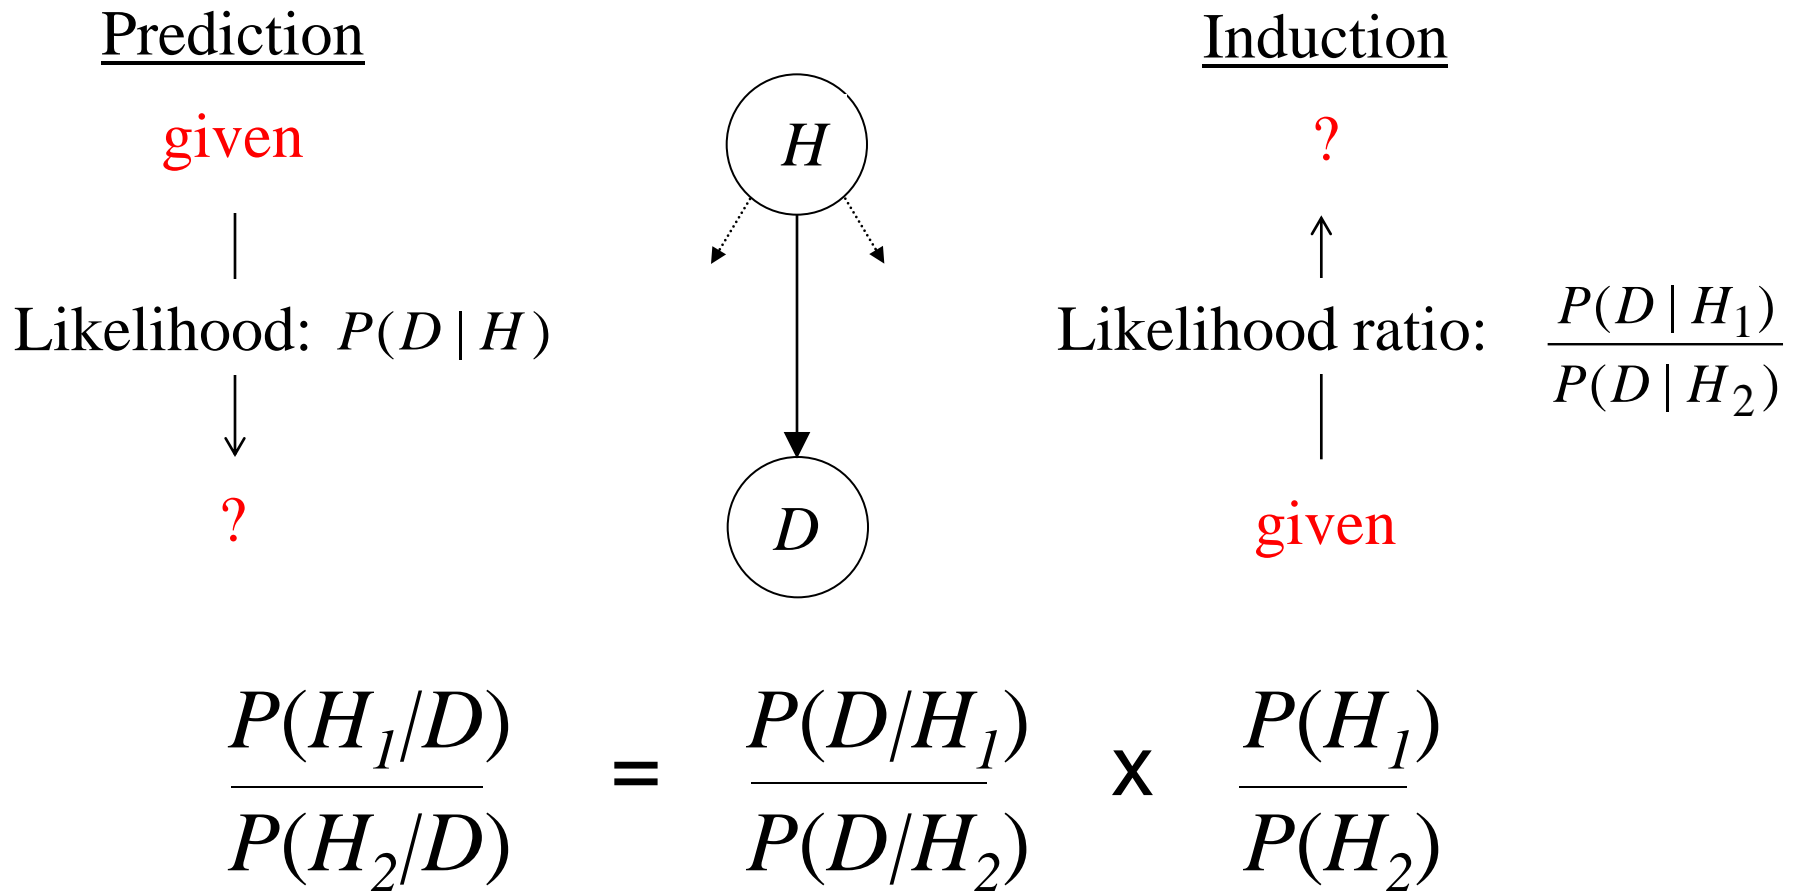 Prediction
Induction
given
H
?
Likelihood: P(D | H)
Likelihood ratio: P(D | H₁)
P(D | H₂)
?
D
given
P(H₁/D) = P(D/H₁) x P(H₁)
P(H₂/D) P(D/H₂) P(H₂)